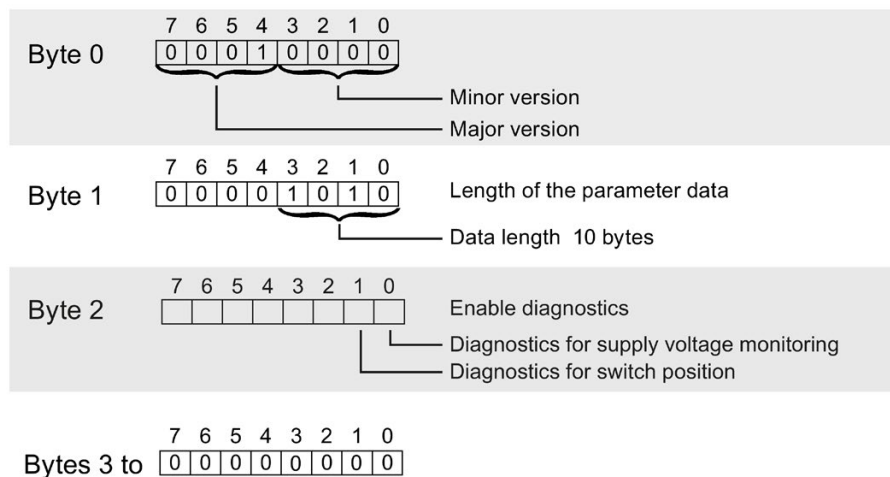 7 6 5 4 3 2 1 0
Byte 0 0 0 0 1 0 0 0 0
Minor version
Major version
7 6 5 4 3 2 1 0
Byte 1 0 0 0 0 1 0 1 0 Length of the parameter data
Data length 10 bytes
7 6 5 4 3 2 1 0
Byte 2 Enable diagnostics
Diagnostics for supply voltage monitoring
Diagnostics for switch position
7 6 5 4 3 2 1 0
Bytes 3 to 0 0 0 0 0 0 0 0